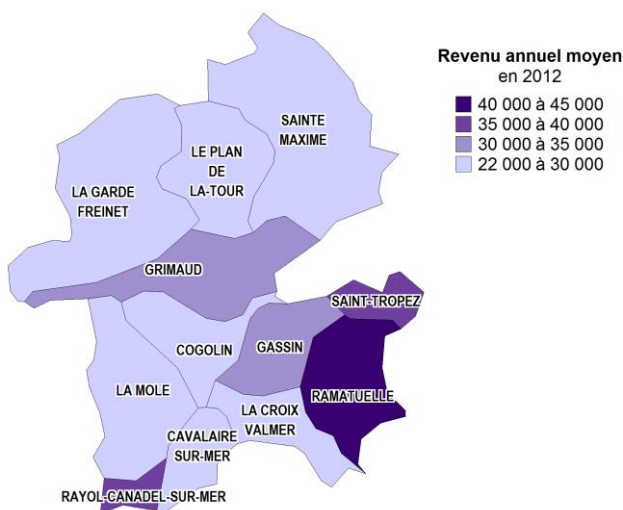 Revenu annuel moyen
en 2012
40 000 à 45 000
35 000 à 40 000
30 000 à 35 000
22 000 à 30 000
SAINTE
MAXIME
LE PLAN
DE
LA-TOUR
LA GARDE
FREINET
GRIMAUD
SAINT-TROPEZ
COGOLIN
GASSIN
LA MOLE
RAMATUELLE
LA CROIX
VALMER
CAVALAIRE
SUR-MER
RAYOL-CANADEL-SUR-MER